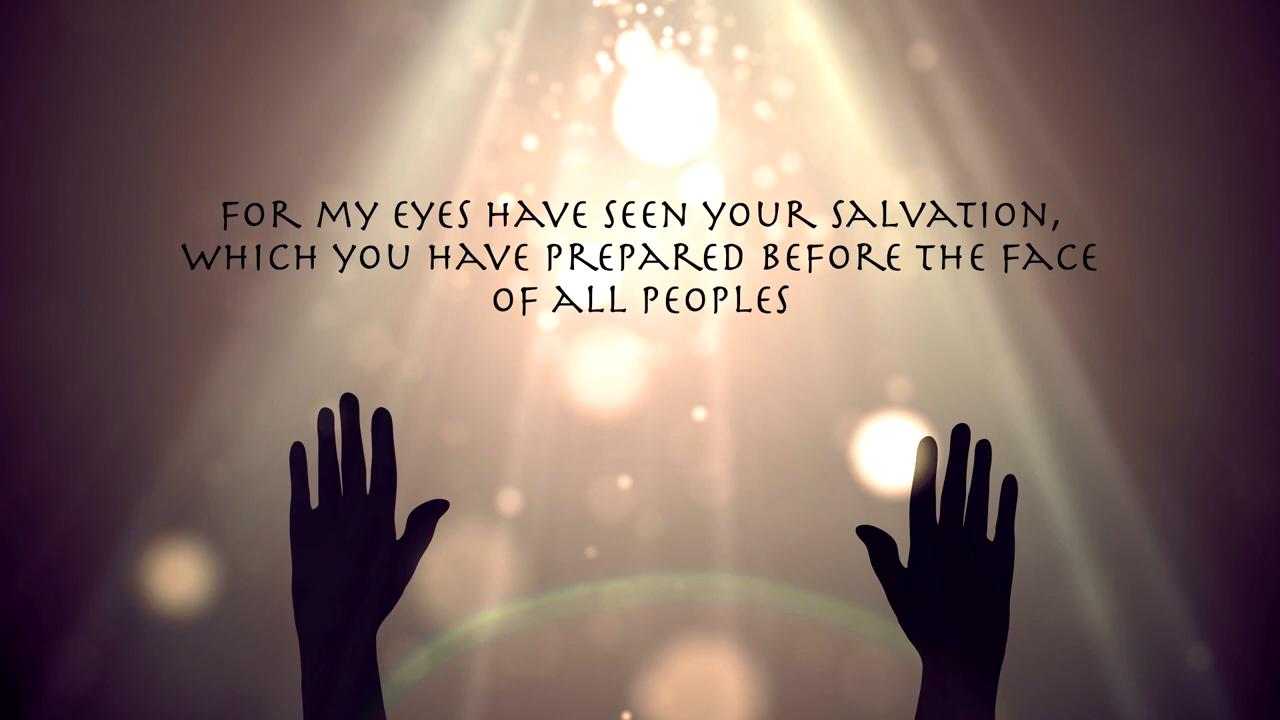 FOR MY EYES HAVE SEEN YOUR SALVATION,
WHICH YOU HAVE PREPARED BEFORE THE FACE
OF ALL PEOPLES